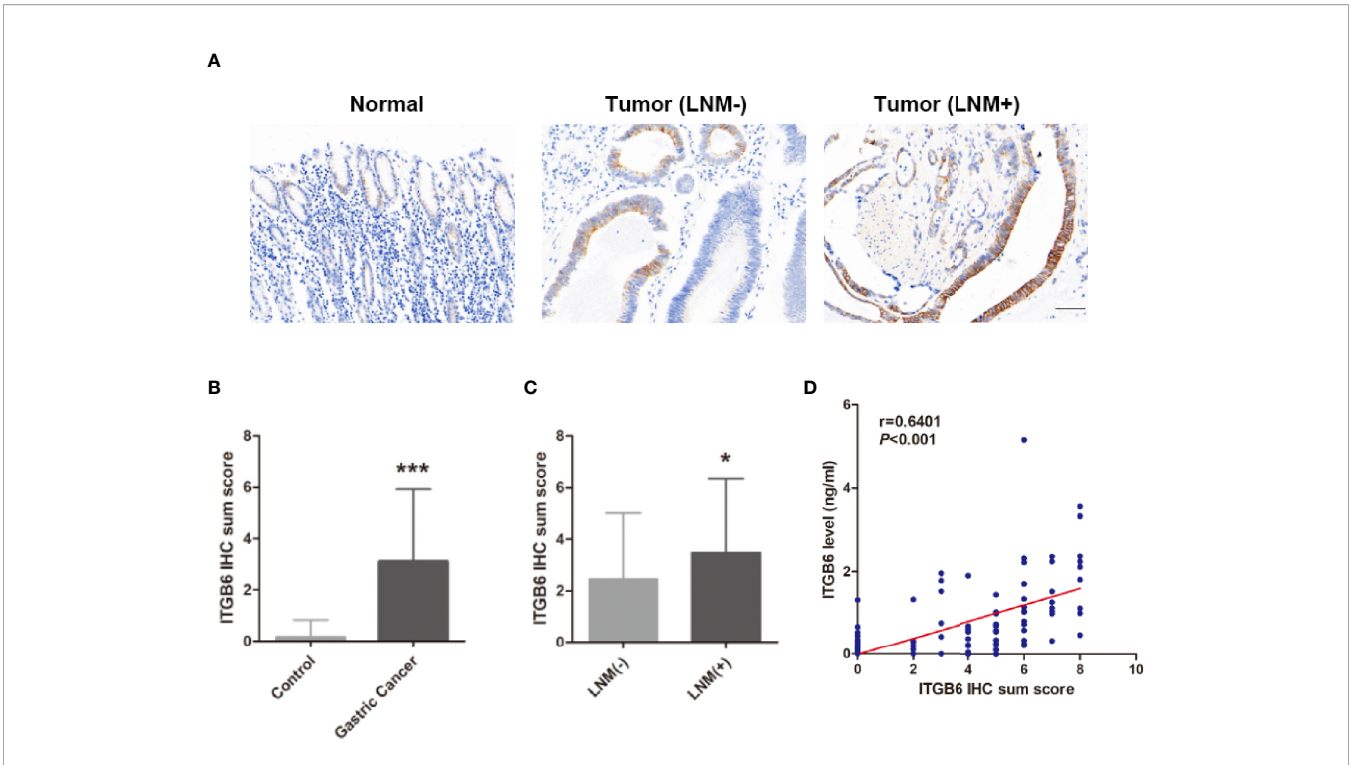 A
Normal
Tumor (LNM-)
Tumor (LNM+)
B
ITGB6 IHC sum score
8
6
4
2
0
***
Control
Gastric Cancer
C
ITGB6 IHC sum score
8
6
4
2
0
*
LNM(-)
LNM(+)
D
r=0.6401
P<0.001
ITGB6 level (ng/ml)
6
4
2
0
0 2 4 6 8 10
ITGB6 IHC sum score